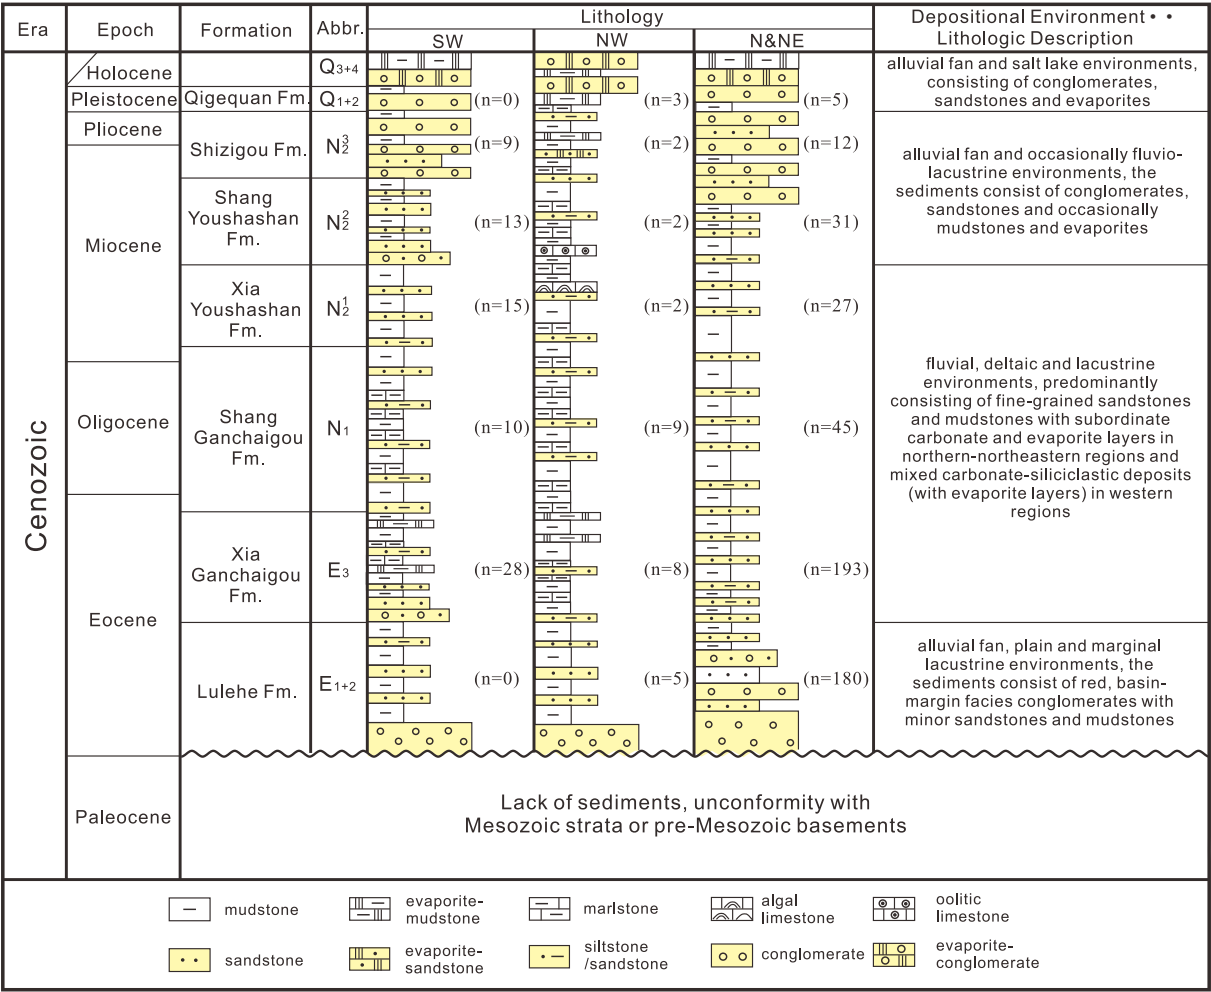 Era
Epoch
Formation
Abbr.
Lithology
SW
NW
N&NE
Depositional Environment • •
Lithologic Description
Cenozoic
Holocene
Q3+4
alluvial fan and salt lake environments,
consisting of conglomerates,
sandstones and evaporites
Pleistocene
Qigequan Fm.
Q1+2
(n=0)
(n=3)
(n=5)
Pliocene
Shizigou Fm.
N³₂
(n=9)
(n=2)
(n=12)
alluvial fan and occasionally fluvio-
lacustrine environments, the
sediments consist of conglomerates,
sandstones and occasionally
mudstones and evaporites
Miocene
Shang
Youshashan
Fm.
N²₂
(n=13)
(n=2)
(n=31)
Xia
Youshashan
Fm.
N¹₂
(n=15)
(n=2)
(n=27)
fluvial, deltaic and lacustrine
environments, predominantly
consisting of fine-grained sandstones
and mudstones with subordinate
carbonate and evaporite layers in
northern-northeastern regions and
mixed carbonate-siliciclastic deposits
(with evaporite layers) in western
regions
Oligocene
Shang
Ganchaigou
Fm.
N1
(n=10)
(n=9)
(n=45)
Eocene
Xia
Ganchaigou
Fm.
E3
(n=28)
(n=8)
(n=193)
Lulehe Fm.
E1+2
(n=0)
(n=5)
(n=180)
alluvial fan, plain and marginal
lacustrine environments, the
sediments consist of red, basin-
margin facies conglomerates with
minor sandstones and mudstones
Paleocene
Lack of sediments, unconformity with
Mesozoic strata or pre-Mesozoic basements
mudstone
evaporite-
mudstone
marlstone
algal
limestone
oolitic
limestone
sandstone
evaporite-
sandstone
siltstone
/sandstone
conglomerate
evaporite-
conglomerate